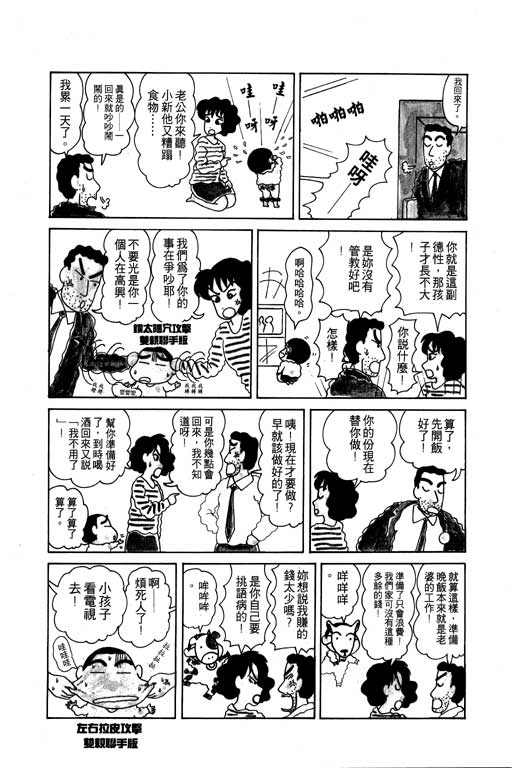 我回來了。
啪啪啪
哇呀
哇
呀
哇
呀
老公你來聽！
小新他又糟蹋
食物⋯
真是的⋯⋯一
回來就吵吵鬧
鬧的！
我累一天了。
你就是這副
德性，那孩
子才長不大
！
是妳沒有
管教好吧
！
你說什麼！
怎樣！
啊哈哈哈哈。
我們為了你的
事在爭吵耶！
不要光是你一
個人在高興！
鑽太陽穴攻擊
雙親聯手版
算了，
先開飯
好了！
你的份現在
替你做！
咦！現在才要做？
早就該做好的了！
可是你幾點會
回來，我不知
道呀。
幫你準備好
了，到時喝
酒回來又說
「我不用了
」！
算了算了
算了。
就算這樣，準備
晚飯本來就是老
婆的工作！
準備了只會浪費！
我們家可沒有這種
多餘的錢！
咩咩咩
妳想說我賺的
錢太少嗎？
是你自己要
挑語病的！
哞哞哞
啊⋯⋯
煩死人了！
小孩子
看電視
去！
拉拉拉
哇哇哇
左右拉皮攻擊
雙親聯手版